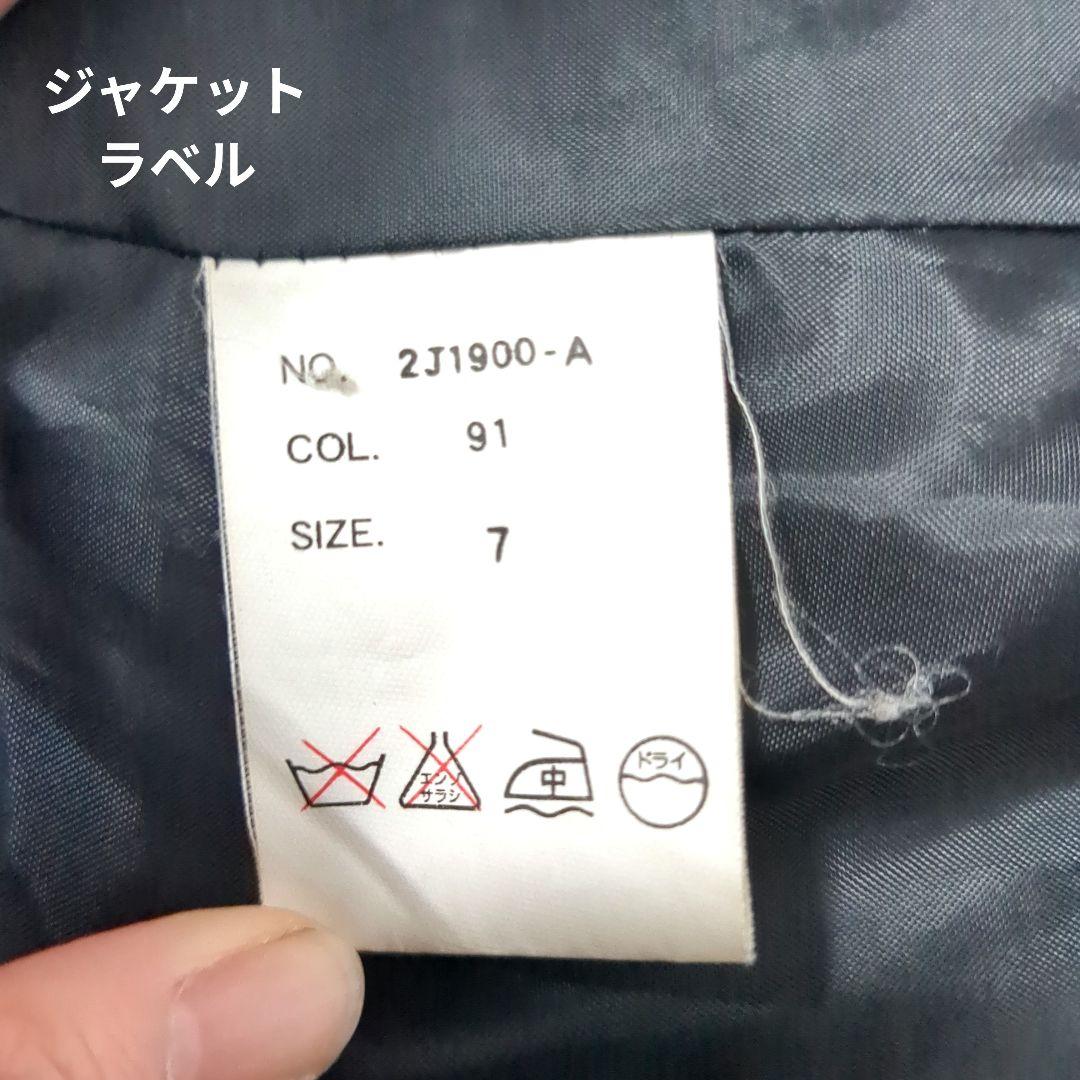 ジャケット
ラベル
NO. 2J1900-A
COL. 91
SIZE. 7
エンソ
サラシ
中
ドライ